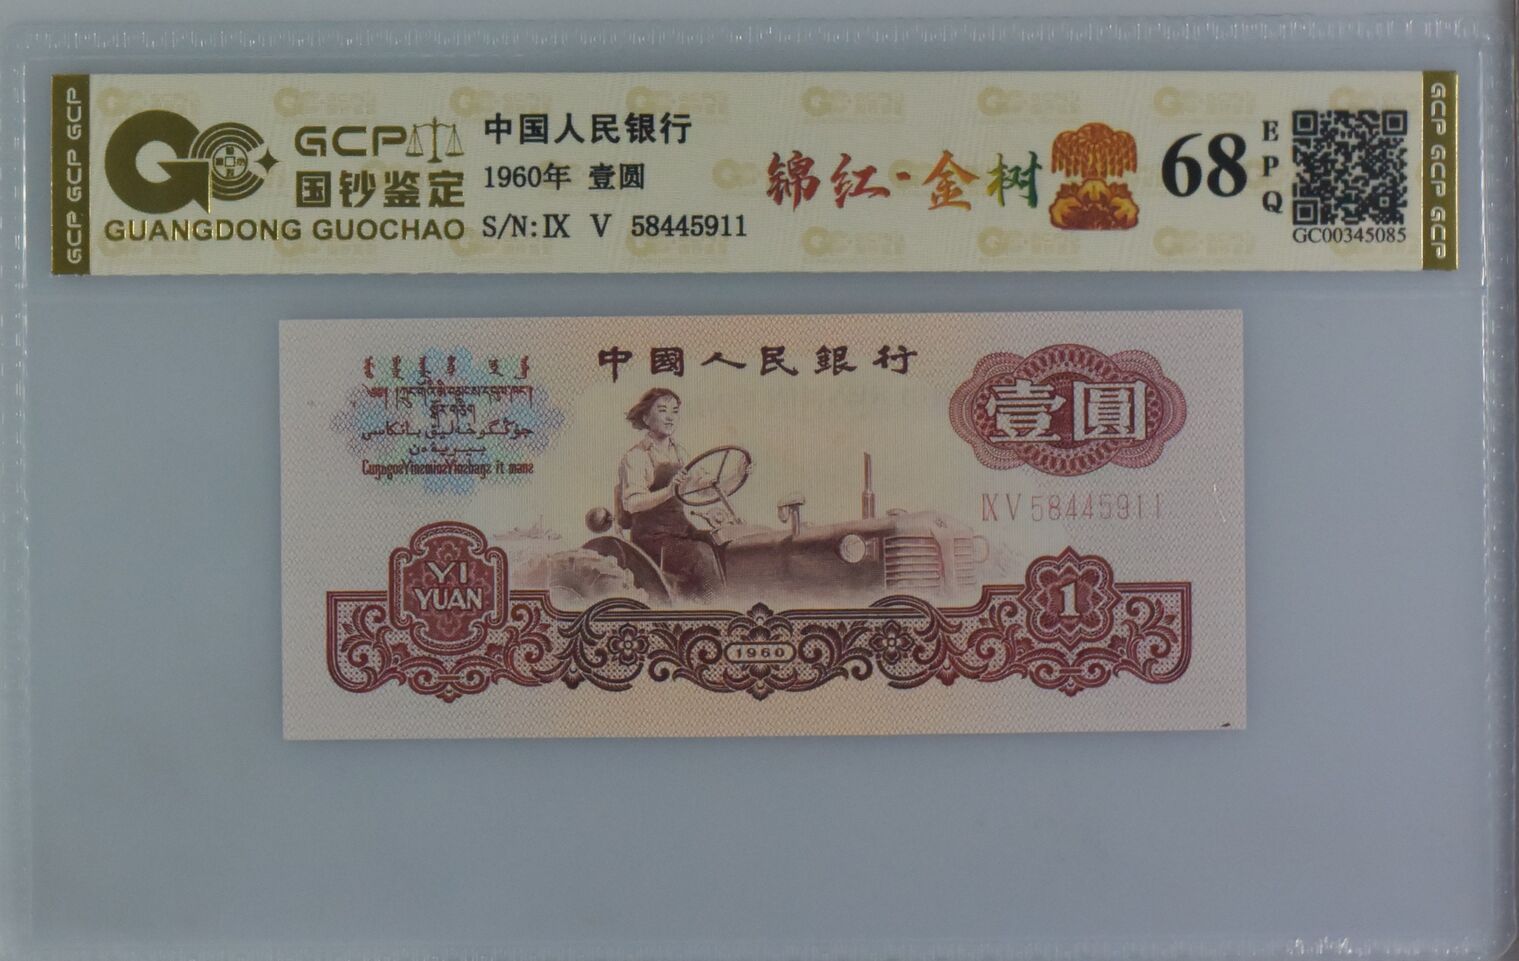 GCP GCP GCP
GCP
国钞鉴定
GUANGDONG GUOCHAO
中国人民银行
1960年 壹圆
S/N:Ⅸ V 58445911
锦红·金树
68
EPQ
GC00345085
GCP GCP GCP
中國人民銀行
壹圓
ⅨV58445911
YI
YUAN
1960
1